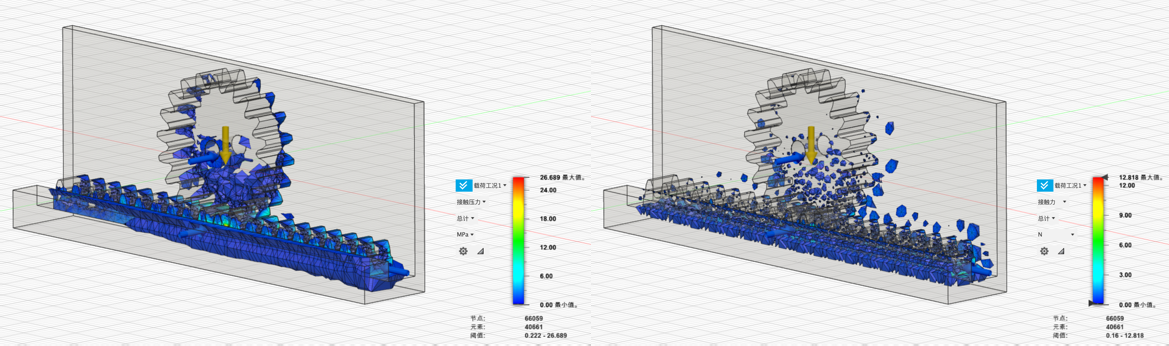 载荷工况1
接触压力
总计
MPa
26.689 最大值。
24.00
18.00
12.00
6.00
0.00 最小值。
节点: 66059
元素: 40661
阈值: 0.222 - 26.689
载荷工况1
接触力
总计
N
12.818 最大值。
12.00
9.00
6.00
3.00
0.00 最小值。
节点: 66059
元素: 40661
阈值: 0.16 - 12.818